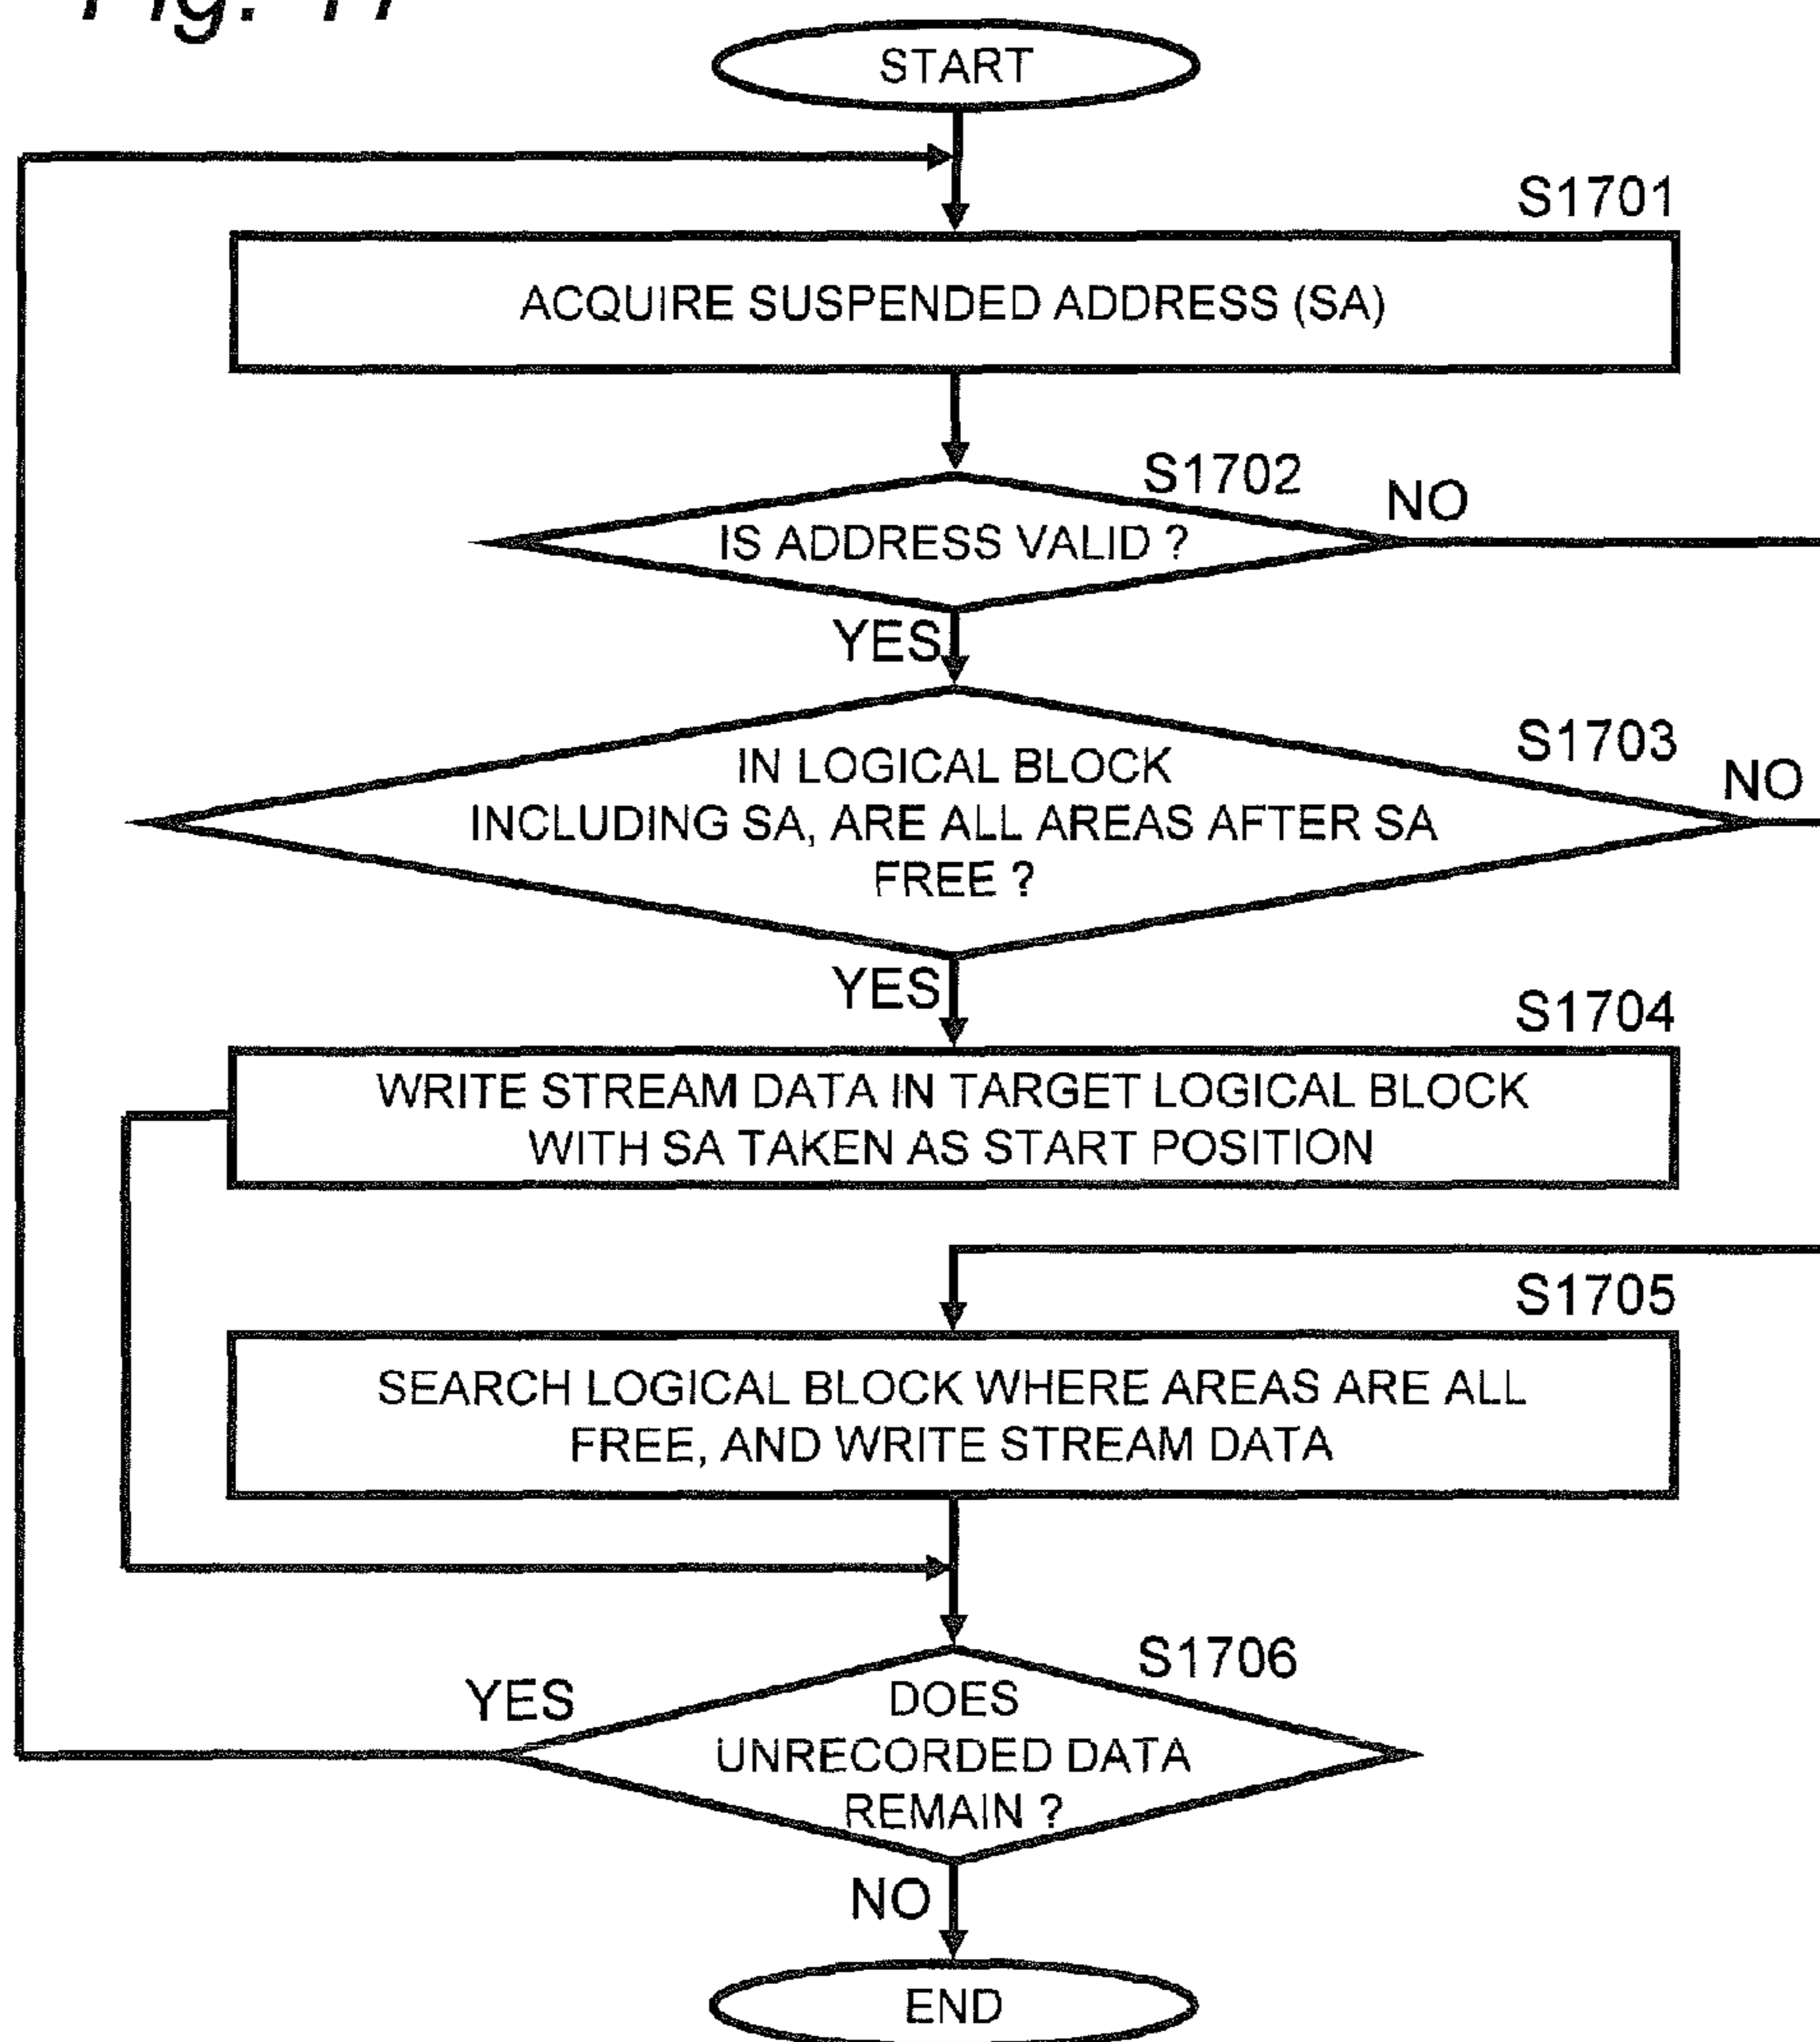 Fig. 17
START
S1701
ACQUIRE SUSPENDED ADDRESS (SA)
S1702
NO
IS ADDRESS VALID ?
YES
S1703
NO
IN LOGICAL BLOCK
INCLUDING SA, ARE ALL AREAS AFTER SA
FREE ?
YES
S1704
WRITE STREAM DATA IN TARGET LOGICAL BLOCK
WITH SA TAKEN AS START POSITION
S1705
SEARCH LOGICAL BLOCK WHERE AREAS ARE ALL
FREE, AND WRITE STREAM DATA
S1706
YES
DOES
UNRECORDED DATA
REMAIN ?
NO
END